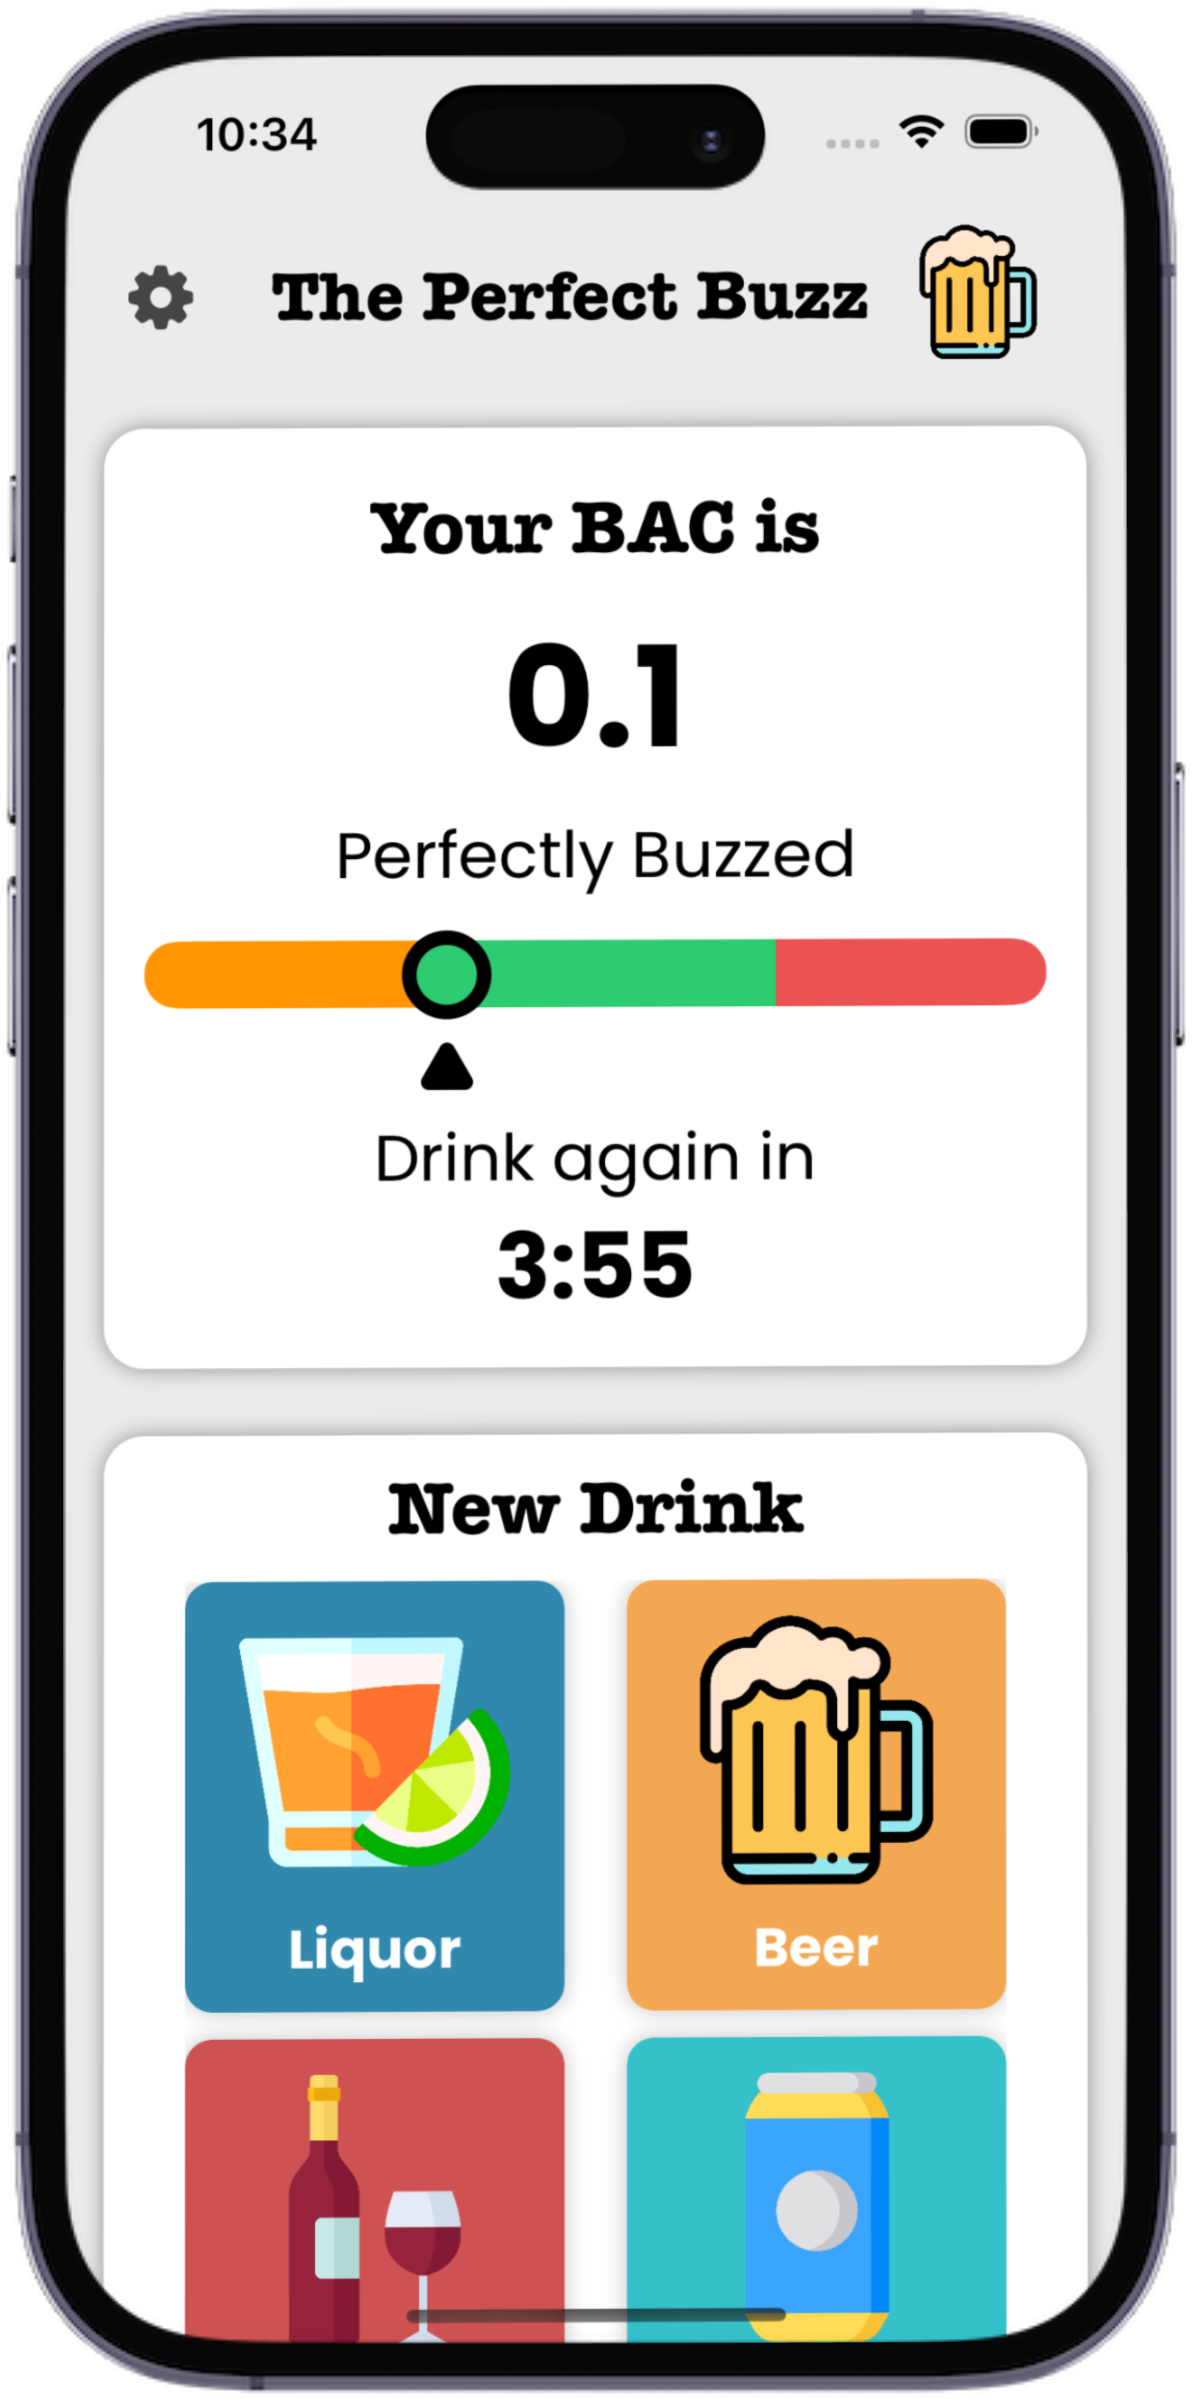 10:34
The Perfect Buzz
Your BAC is
0.1
Perfectly Buzzed
Drink again in
3:55
New Drink
Liquor
Beer